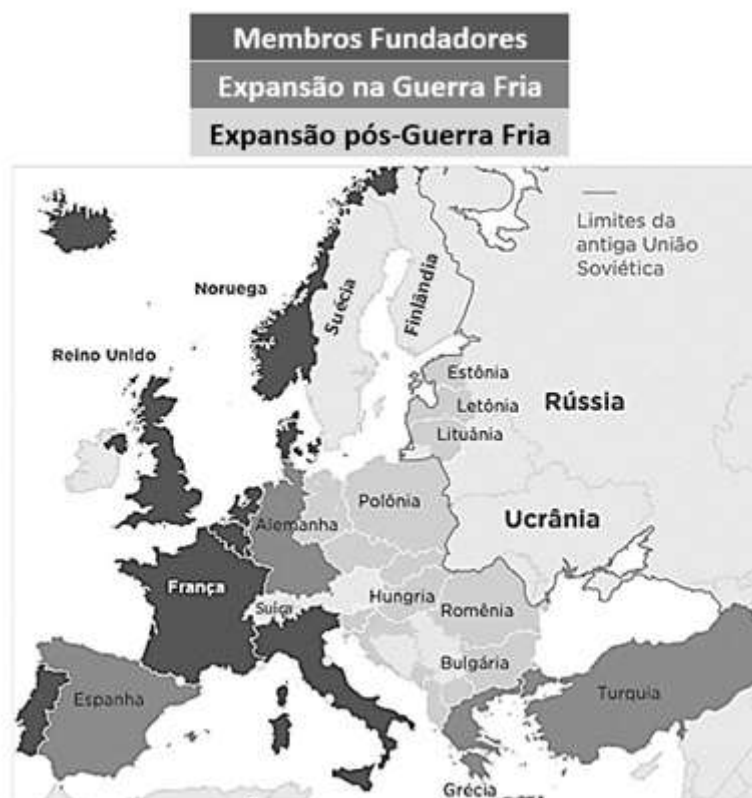 Membros Fundadores
Expansão na Guerra Fria
Expansão pós-Guerra Fria
Limites da
antiga União
Soviética
Noruega
Suécia
Finlândia
Reino Unido
Estônia
Letônia
Lituânia
Rússia
Polônia
Alemanha
Ucrânia
França
Suíça
Hungria
Romênia
Bulgária
Espanha
Turquia
Grécia